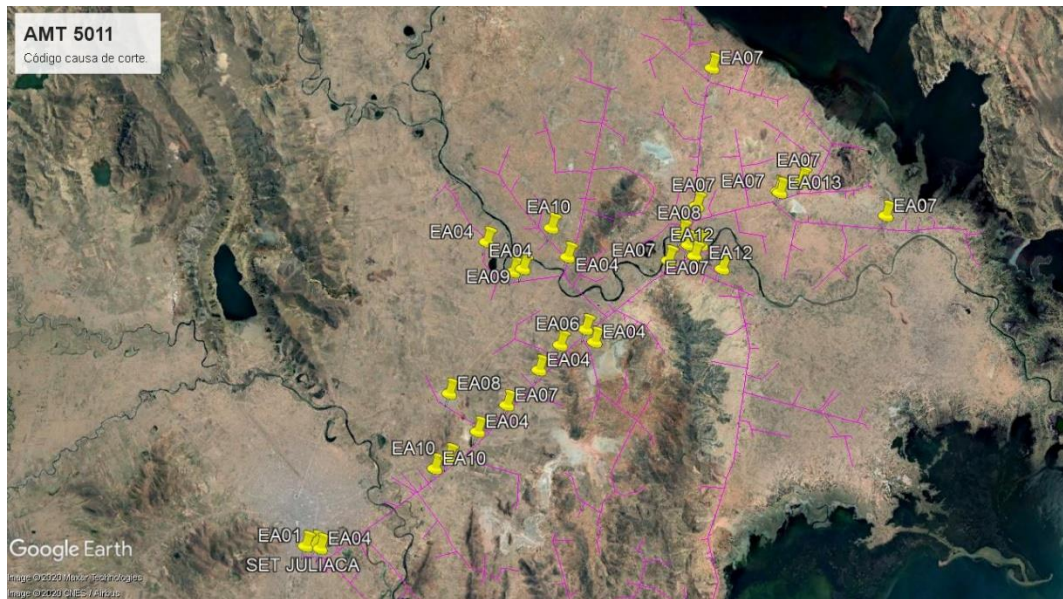 AMT 5011
Código causa de corte.
EA07
EA07
EA07
EA07
EA013
EA07
EA10
EA08
EA04
EA12
EA04
EA07
EA04
EA12
EA09
EA07
EA06
EA04
EA04
EA08
EA07
EA04
EA10
EA10
EA01
EA04
SET JULIACA
Google Earth
Image © 2020 Maxar Technologies
Image © 2020 CNES / Airbus